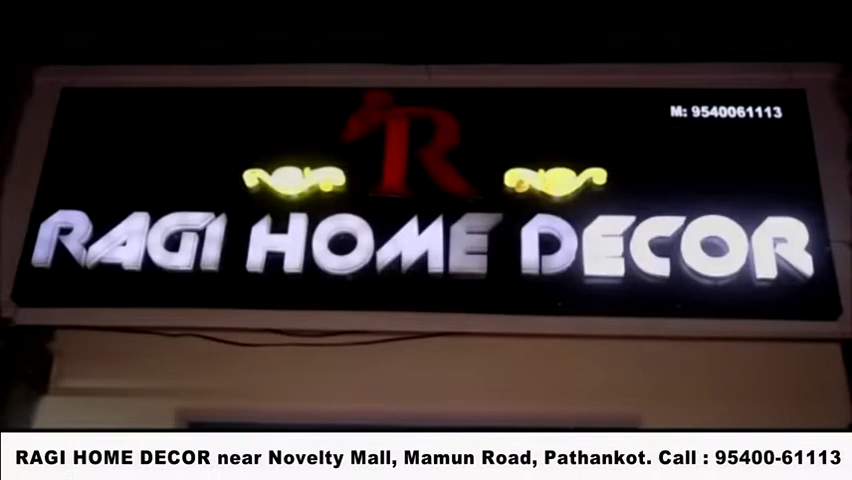 M: 9540061113
R
RAGI HOME DECOR
RAGI HOME DECOR near Novelty Mall, Mamun Road, Pathankot. Call : 95400-61113